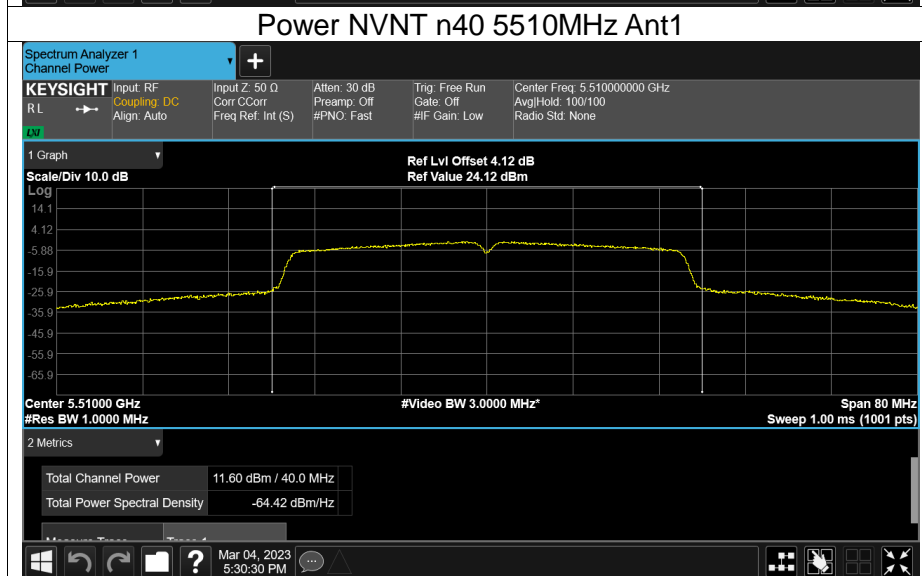 Power NVNT n40 5510MHz Ant1
Spectrum Analyzer 1
Channel Power
KEYSIGHT Input: RF Input Z: 50 Ω Atten: 30 dB Trig: Free Run Center Freq: 5.510000000 GHz
R L Coupling: DC Corr CCorr Preamp: Off Gate: Off Avg|Hold: 100/100
Align: Auto Freq Ref: Int (S) #PNO: Fast #IF Gain: Low Radio Std: None
LXI
1 Graph
Ref Lvl Offset 4.12 dB
Scale/Div 10.0 dB Ref Value 24.12 dBm
Log
14.1
4.12
-5.88
-15.9
-25.9
-35.9
-45.9
-55.9
-65.9
Center 5.51000 GHz #Video BW 3.0000 MHz* Span 80 MHz
#Res BW 1.0000 MHz Sweep 1.00 ms (1001 pts)
2 Metrics
Total Channel Power 11.60 dBm / 40.0 MHz
Total Power Spectral Density -64.42 dBm/Hz
Mar 04, 2023
5:30:30 PM